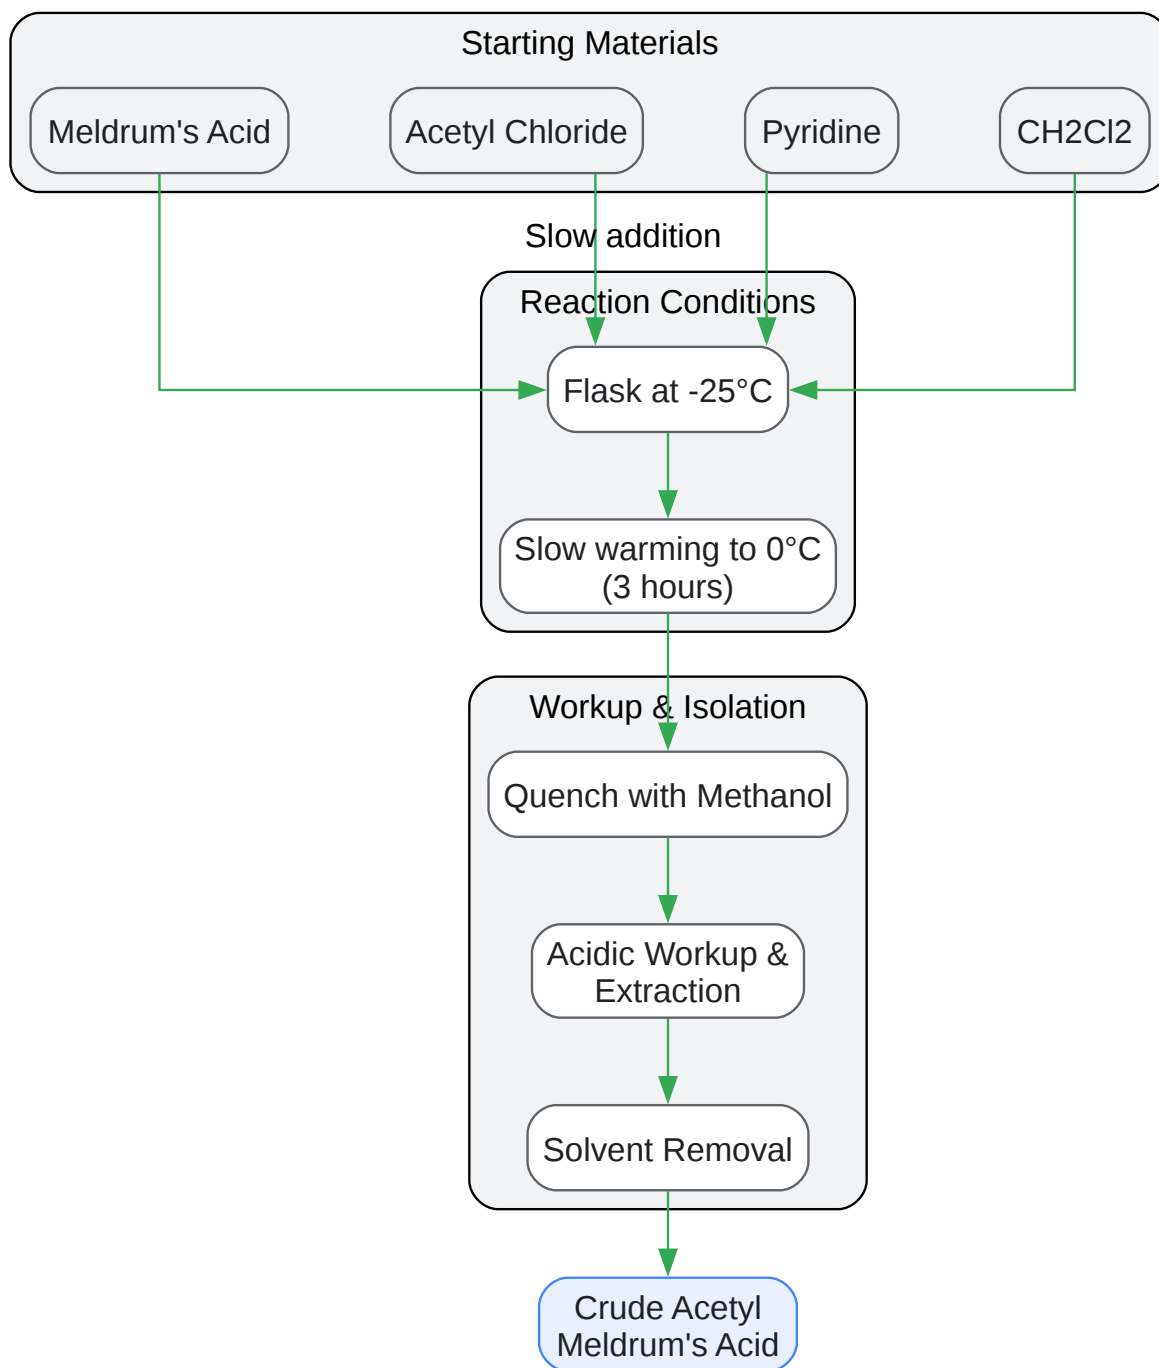 Starting Materials
Meldrum's Acid
Acetyl Chloride
Pyridine
CH2Cl2
Slow addition
Reaction Conditions
Flask at -25°C
Slow warming to 0°C
(3 hours)
Workup & Isolation
Quench with Methanol
Acidic Workup &
Extraction
Solvent Removal
Crude Acetyl
Meldrum's Acid